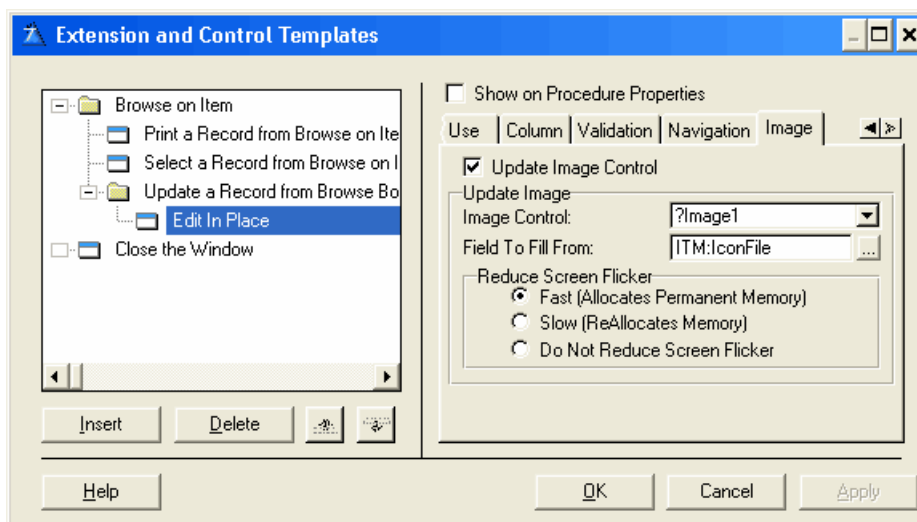 Extension and Control Templates
Browse on Item
Print a Record from Browse on Ite
Select a Record from Browse on I
Update a Record from Browse Bo
Edit In Place
Close the Window
Insert
Delete
Show on Procedure Properties
Use Column Validation Navigation Image
Update Image Control
Update Image
Image Control: ?Image1
Field To Fill From: ITM:IconFile ...
Reduce Screen Flicker
Fast (Allocates Permanent Memory)
Slow (ReAllocates Memory)
Do Not Reduce Screen Flicker
Help
OK
Cancel
Apply